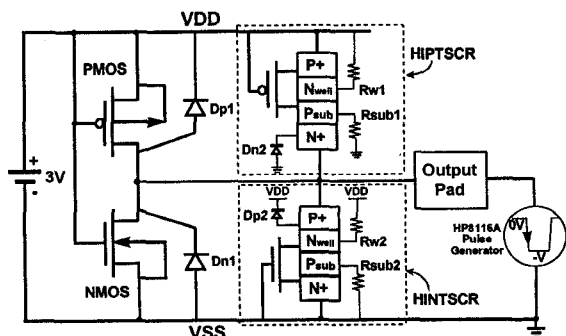 VDD
HIPTSCR
PMOS
Dp1
P+
Nwell
Psub
N+
Rw1
Rsub1
Dn2
+
3V
-
Output
Pad
HP8116A
Pulse
Generator
0V
-V
VDD
VDD
Dp2
P+
Nwell
Psub
N+
Rw2
Rsub2
NMOS
Dn1
HINTSCR
VSS